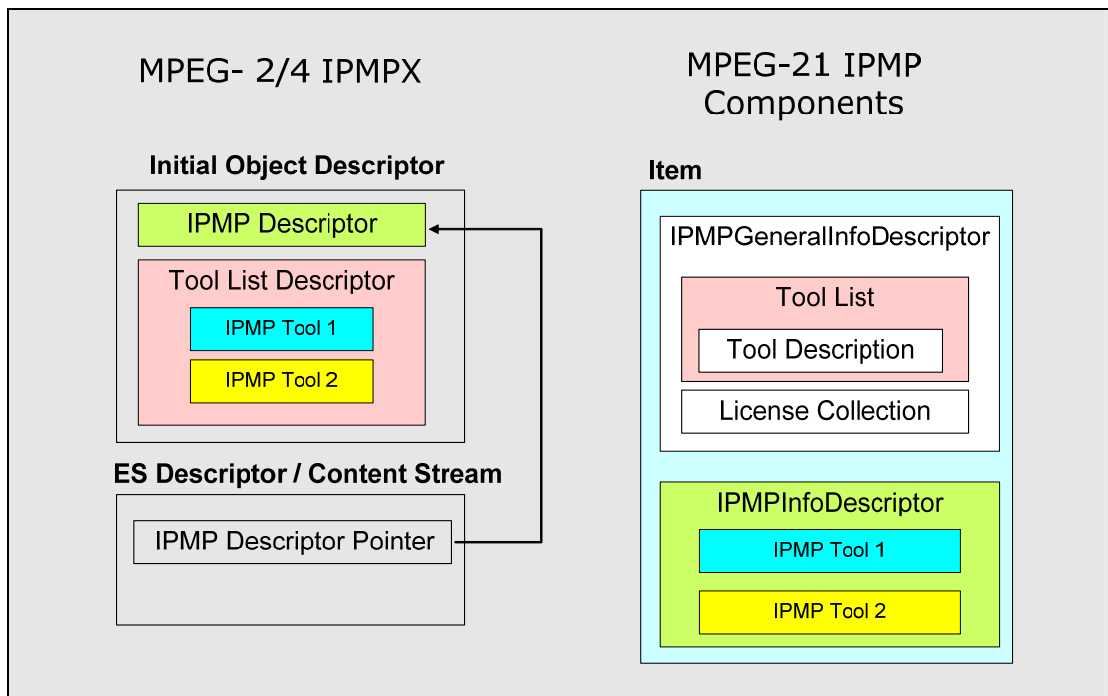 MPEG- 2/4 IPMPX
Initial Object Descriptor
IPMP Descriptor
Tool List Descriptor
IPMP Tool 1
IPMP Tool 2
ES Descriptor / Content Stream
IPMP Descriptor Pointer
MPEG-21 IPMP
Components
Item
IPMPGeneralInfoDescriptor
Tool List
Tool Description
License Collection
IPMPInfoDescriptor
IPMP Tool 1
IPMP Tool 2